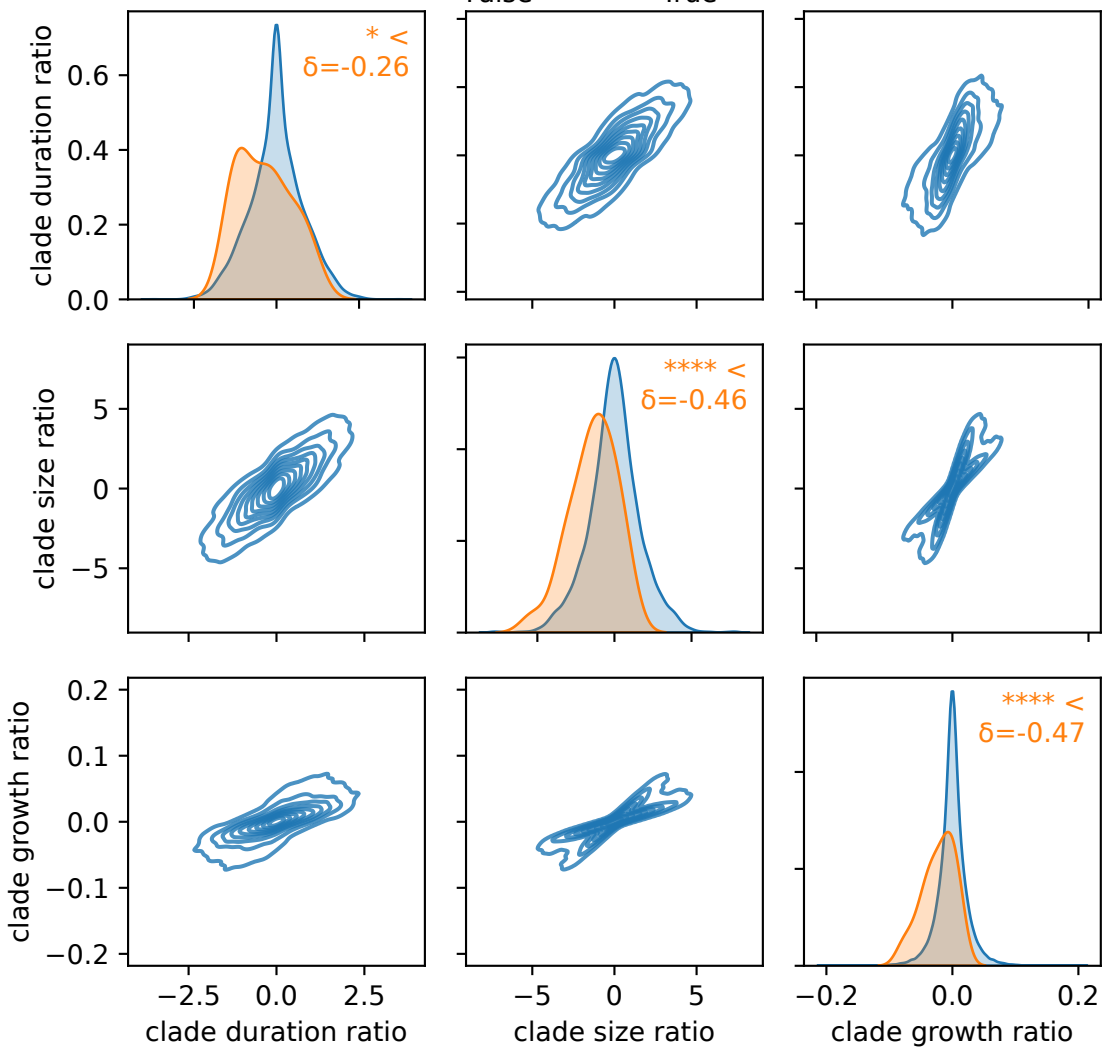 * <
δ=-0.26
clade duration ratio
0.6
0.4
0.2
0.0
**** <
δ=-0.46
clade size ratio
5
0
−5
**** <
δ=-0.47
clade growth ratio
0.2
0.1
0.0
−0.1
−0.2
−2.5 0.0 2.5
−5 0 5
−0.2 0.0 0.2
clade duration ratio
clade size ratio
clade growth ratio